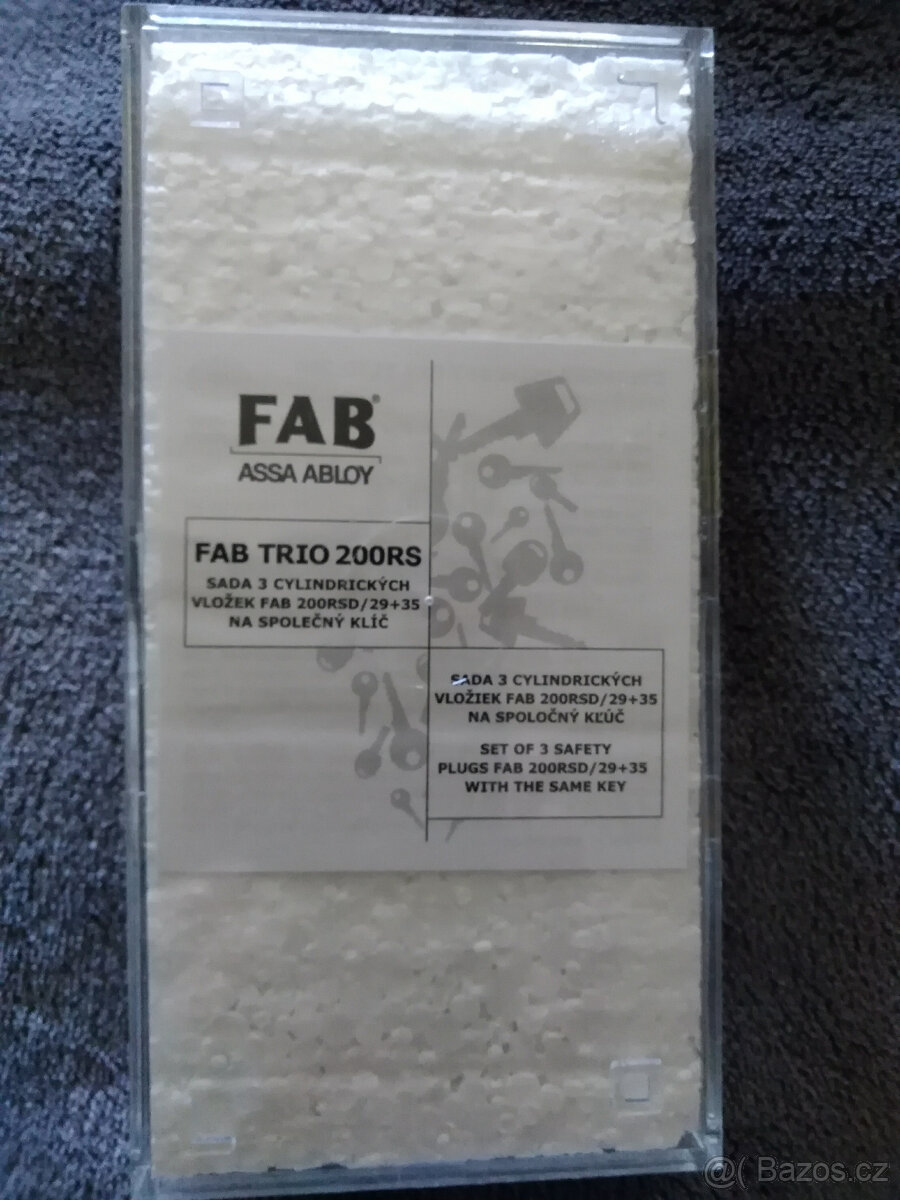 FAB®
ASSA ABLOY
FAB TRIO 200RS
SADA 3 CYLINDRICKÝCH
VLOŽEK FAB 200RSD/29+35
NA SPOLEČNÝ KLÍČ
SADA 3 CYLINDRICKÝCH
VLOŽIEK FAB 200RSD/29+35
NA SPOLOČNÝ KĽÚČ
SET OF 3 SAFETY
PLUGS FAB 200RSD/29+35
WITH THE SAME KEY
@( Bazos.cz